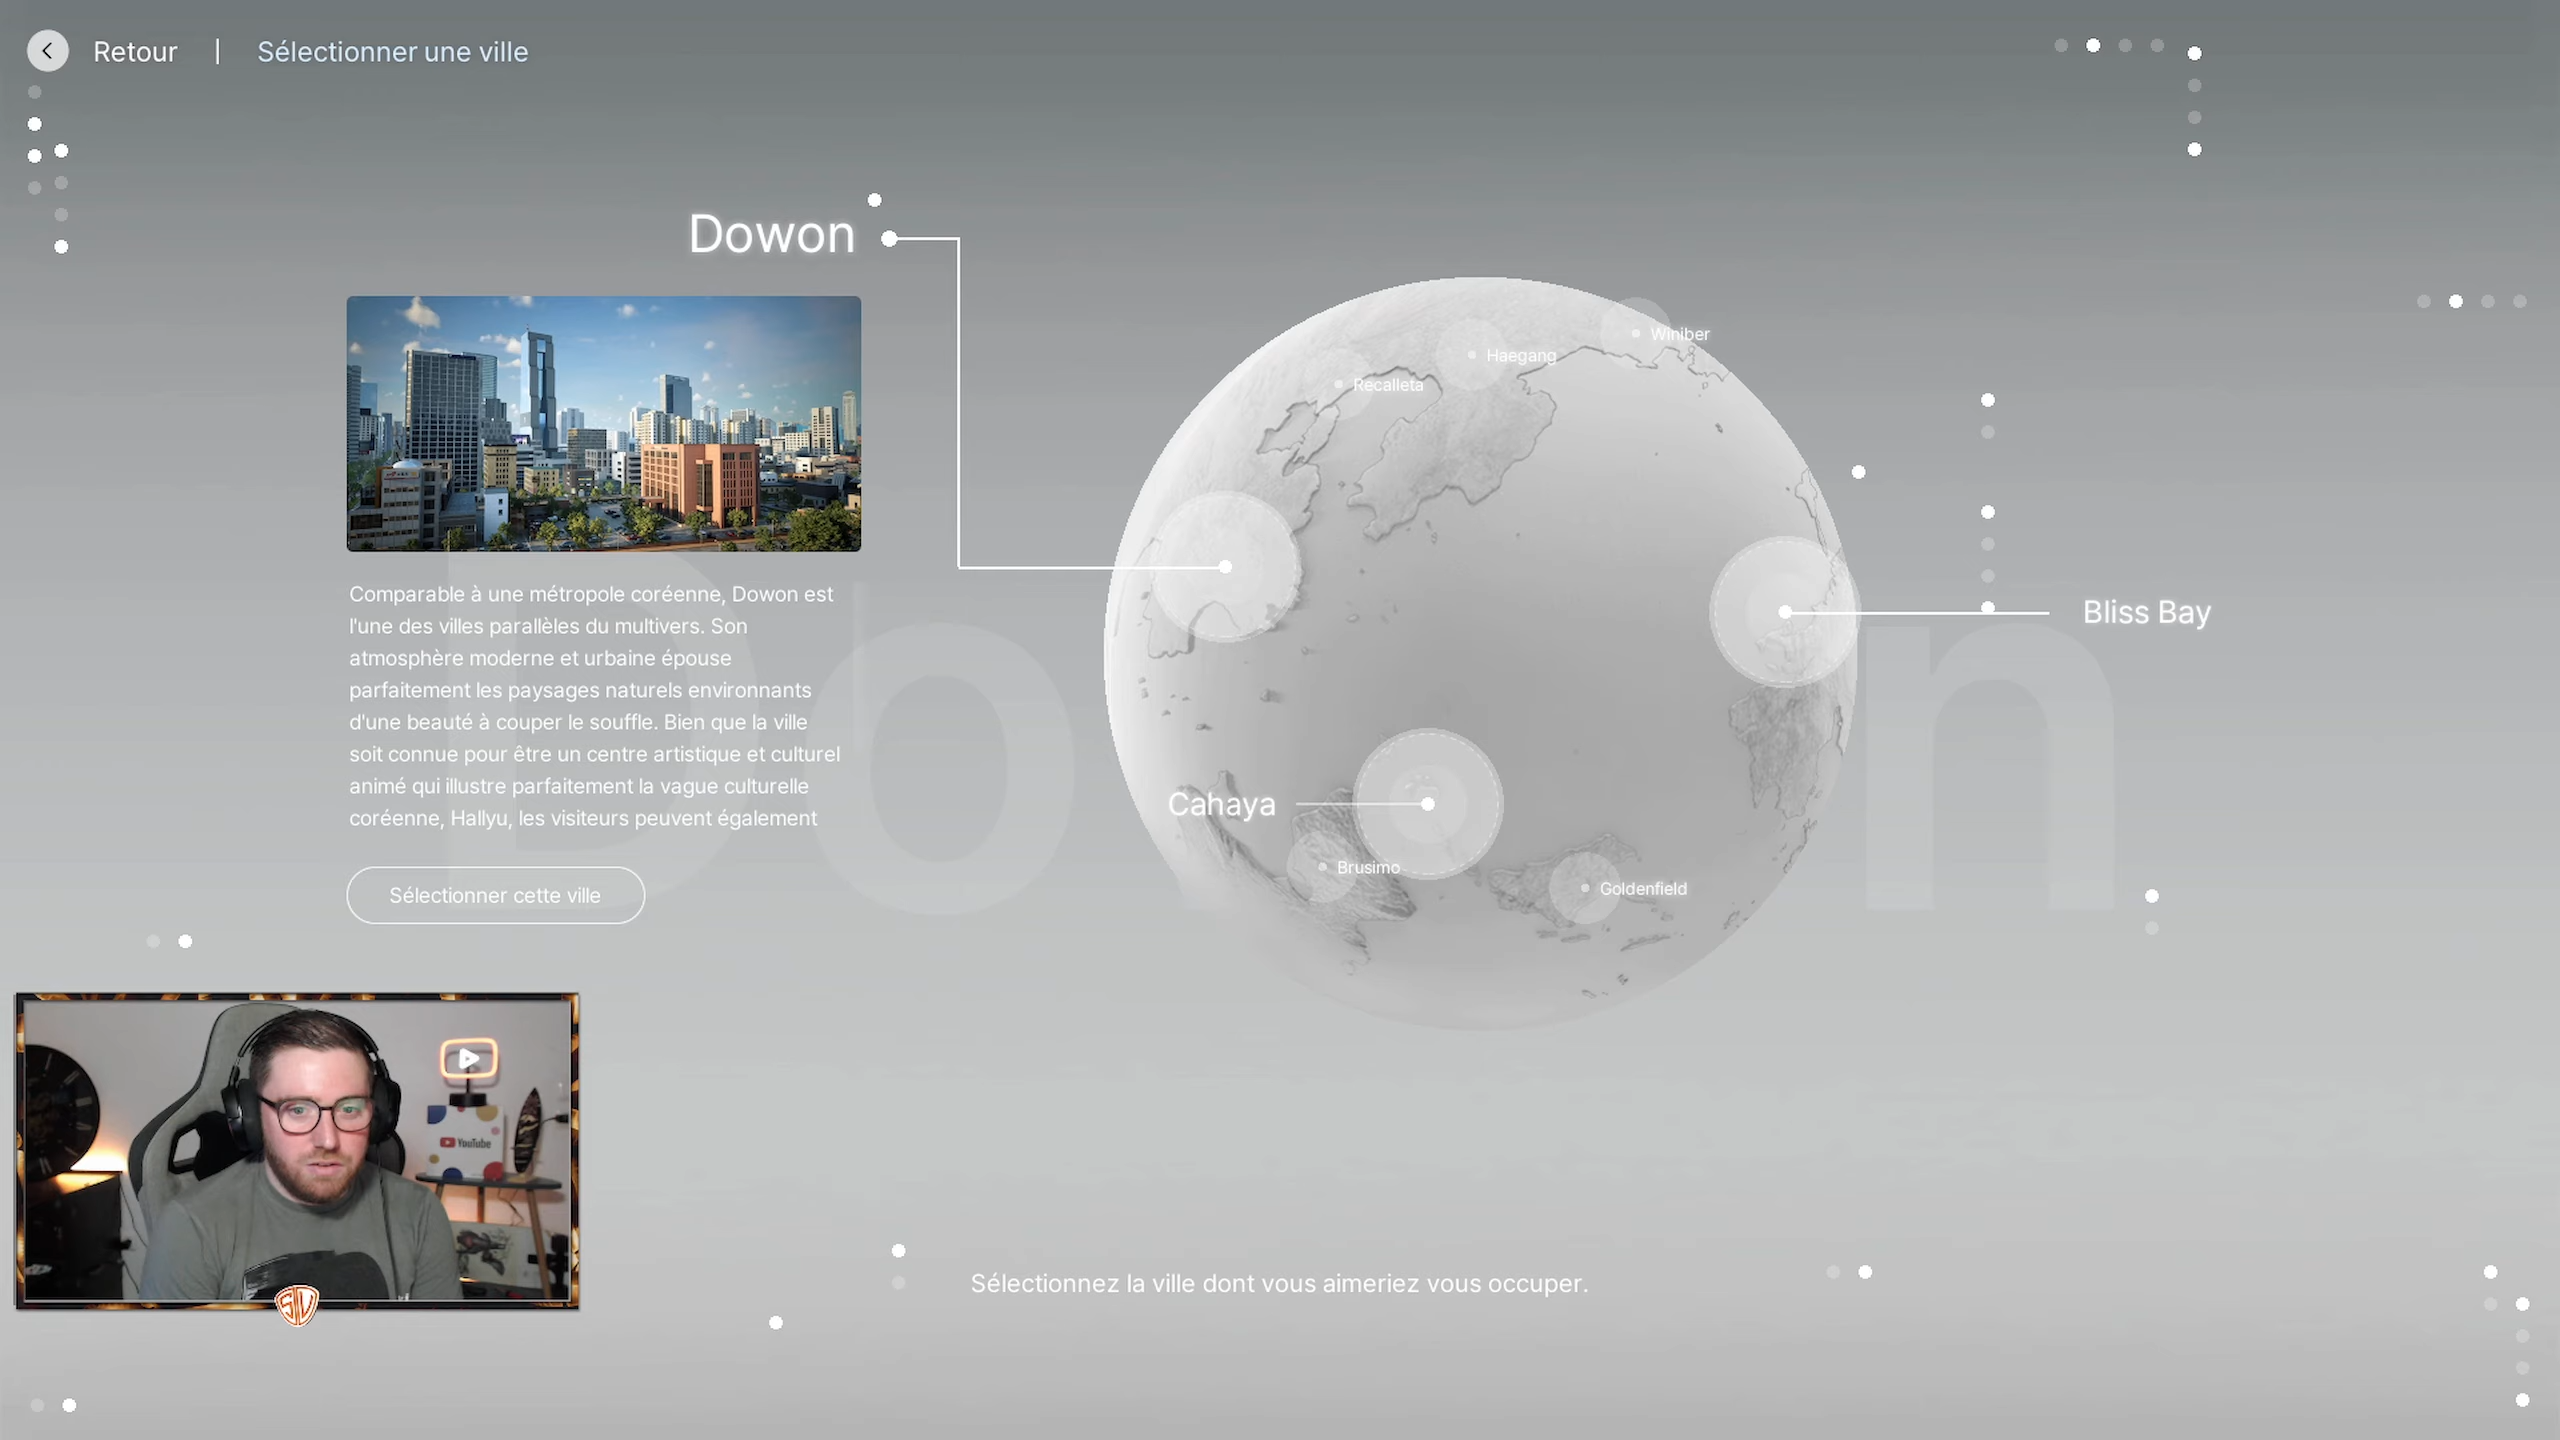 Retour | Sélectionner une ville
Dowon
Winiber
Haegang
Recalleta
Comparable à une métropole coréenne, Dowon est
l'une des villes parallèles du multivers. Son
atmosphère moderne et urbaine épouse
parfaitement les paysages naturels environnants
d'une beauté à couper le souffle. Bien que la ville
soit connue pour être un centre artistique et culturel
animé qui illustre parfaitement la vague culturelle
coréenne, Hallyu, les visiteurs peuvent également
Bliss Bay
Cahaya
Brusimo
Goldenfield
Sélectionner cette ville
YouTube
Sélectionnez la ville dont vous aimeriez vous occuper.